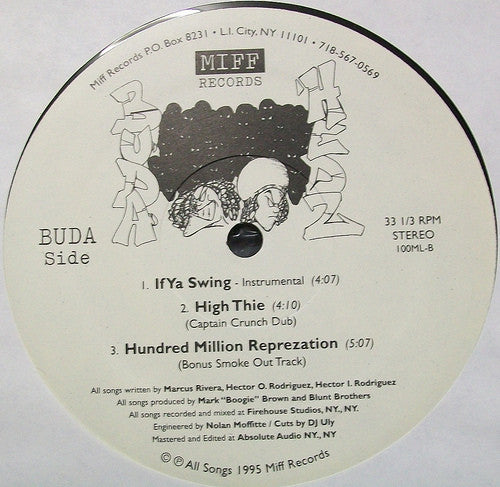 Miff Records P.O. Box 8231 • L.I. City, NY 11101 • 718-567-0569
MIFF
RECORDS
BUDA
Side
33 1/3 RPM
STEREO
100ML-B
1. IfYa Swing - Instrumental (4:07)
2. High Thie (4:10)
(Captain Crunch Dub)
3. Hundred Million Reprezation (5:07)
(Bonus Smoke Out Track)
All songs written by Marcus Rivera, Hector O. Rodriguez, Hector I. Rodriguez
All songs produced by Mark "Boogie" Brown and Blunt Brothers
All songs recorded and mixed at Firehouse Studios, NY., NY.
Engineered by Nolan Moffitte / Cuts by DJ Uly
Mastered and Edited at Absolute Audio NY., NY
© ℗ All Songs 1995 Miff Records